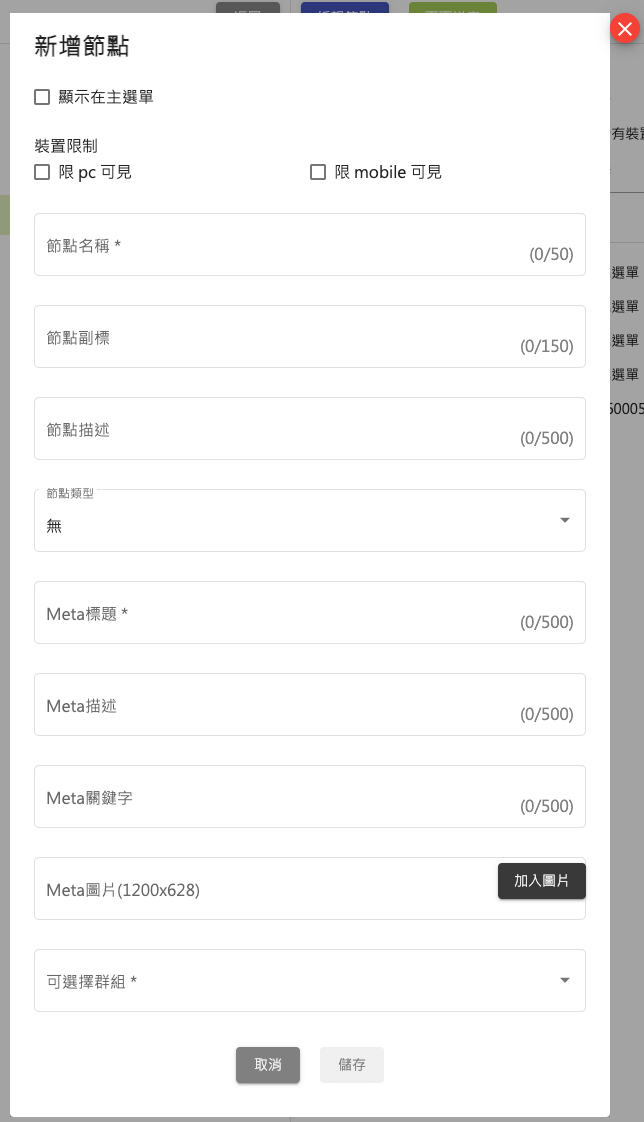 新增節點
顯示在主選單
裝置限制
限 pc 可見
限 mobile 可見
節點名稱 *
(0/50)
節點副標
(0/150)
節點描述
(0/500)
節點類型
無
Meta標題 *
(0/500)
Meta描述
(0/500)
Meta關鍵字
(0/500)
Meta圖片(1200x628)
加入圖片
可選擇群組 *
取消
儲存
有裝置
選單
選單
選單
選單
50005